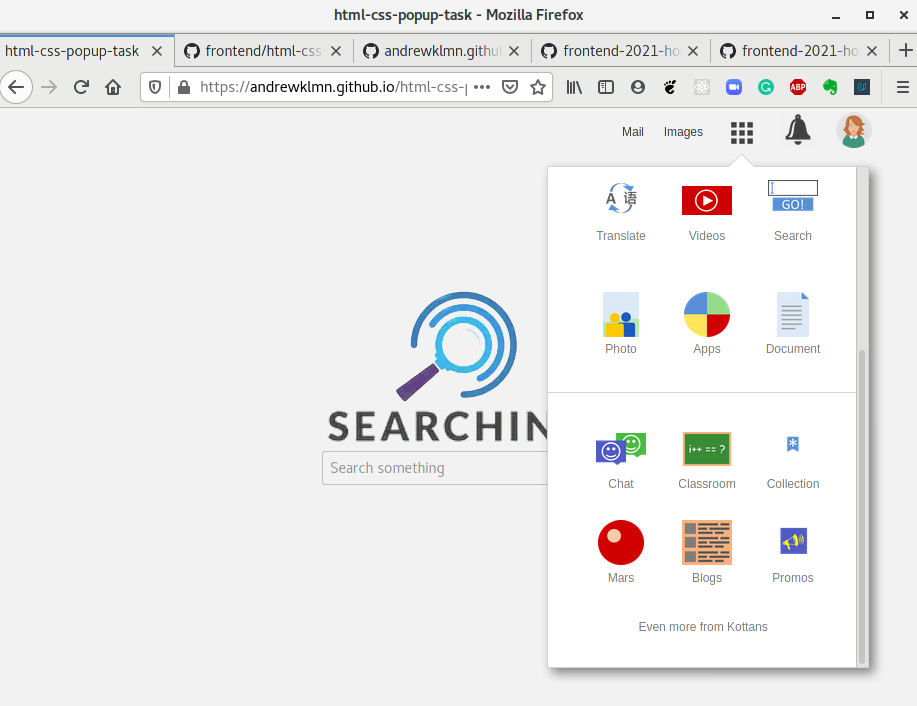 html-css-popup-task - Mozilla Firefox
html-css-popup-task
frontend/html-css
andrewklmn.githu
frontend-2021-ho
frontend-2021-ho
https://andrewklmn.github.io/html-css-p
ABP
Mail Images
A 语
GO!
Translate Videos Search
Photo Apps Document
SEARCHIN
Search something
i++ == ?
Chat Classroom Collection
Mars Blogs Promos
Even more from Kottans